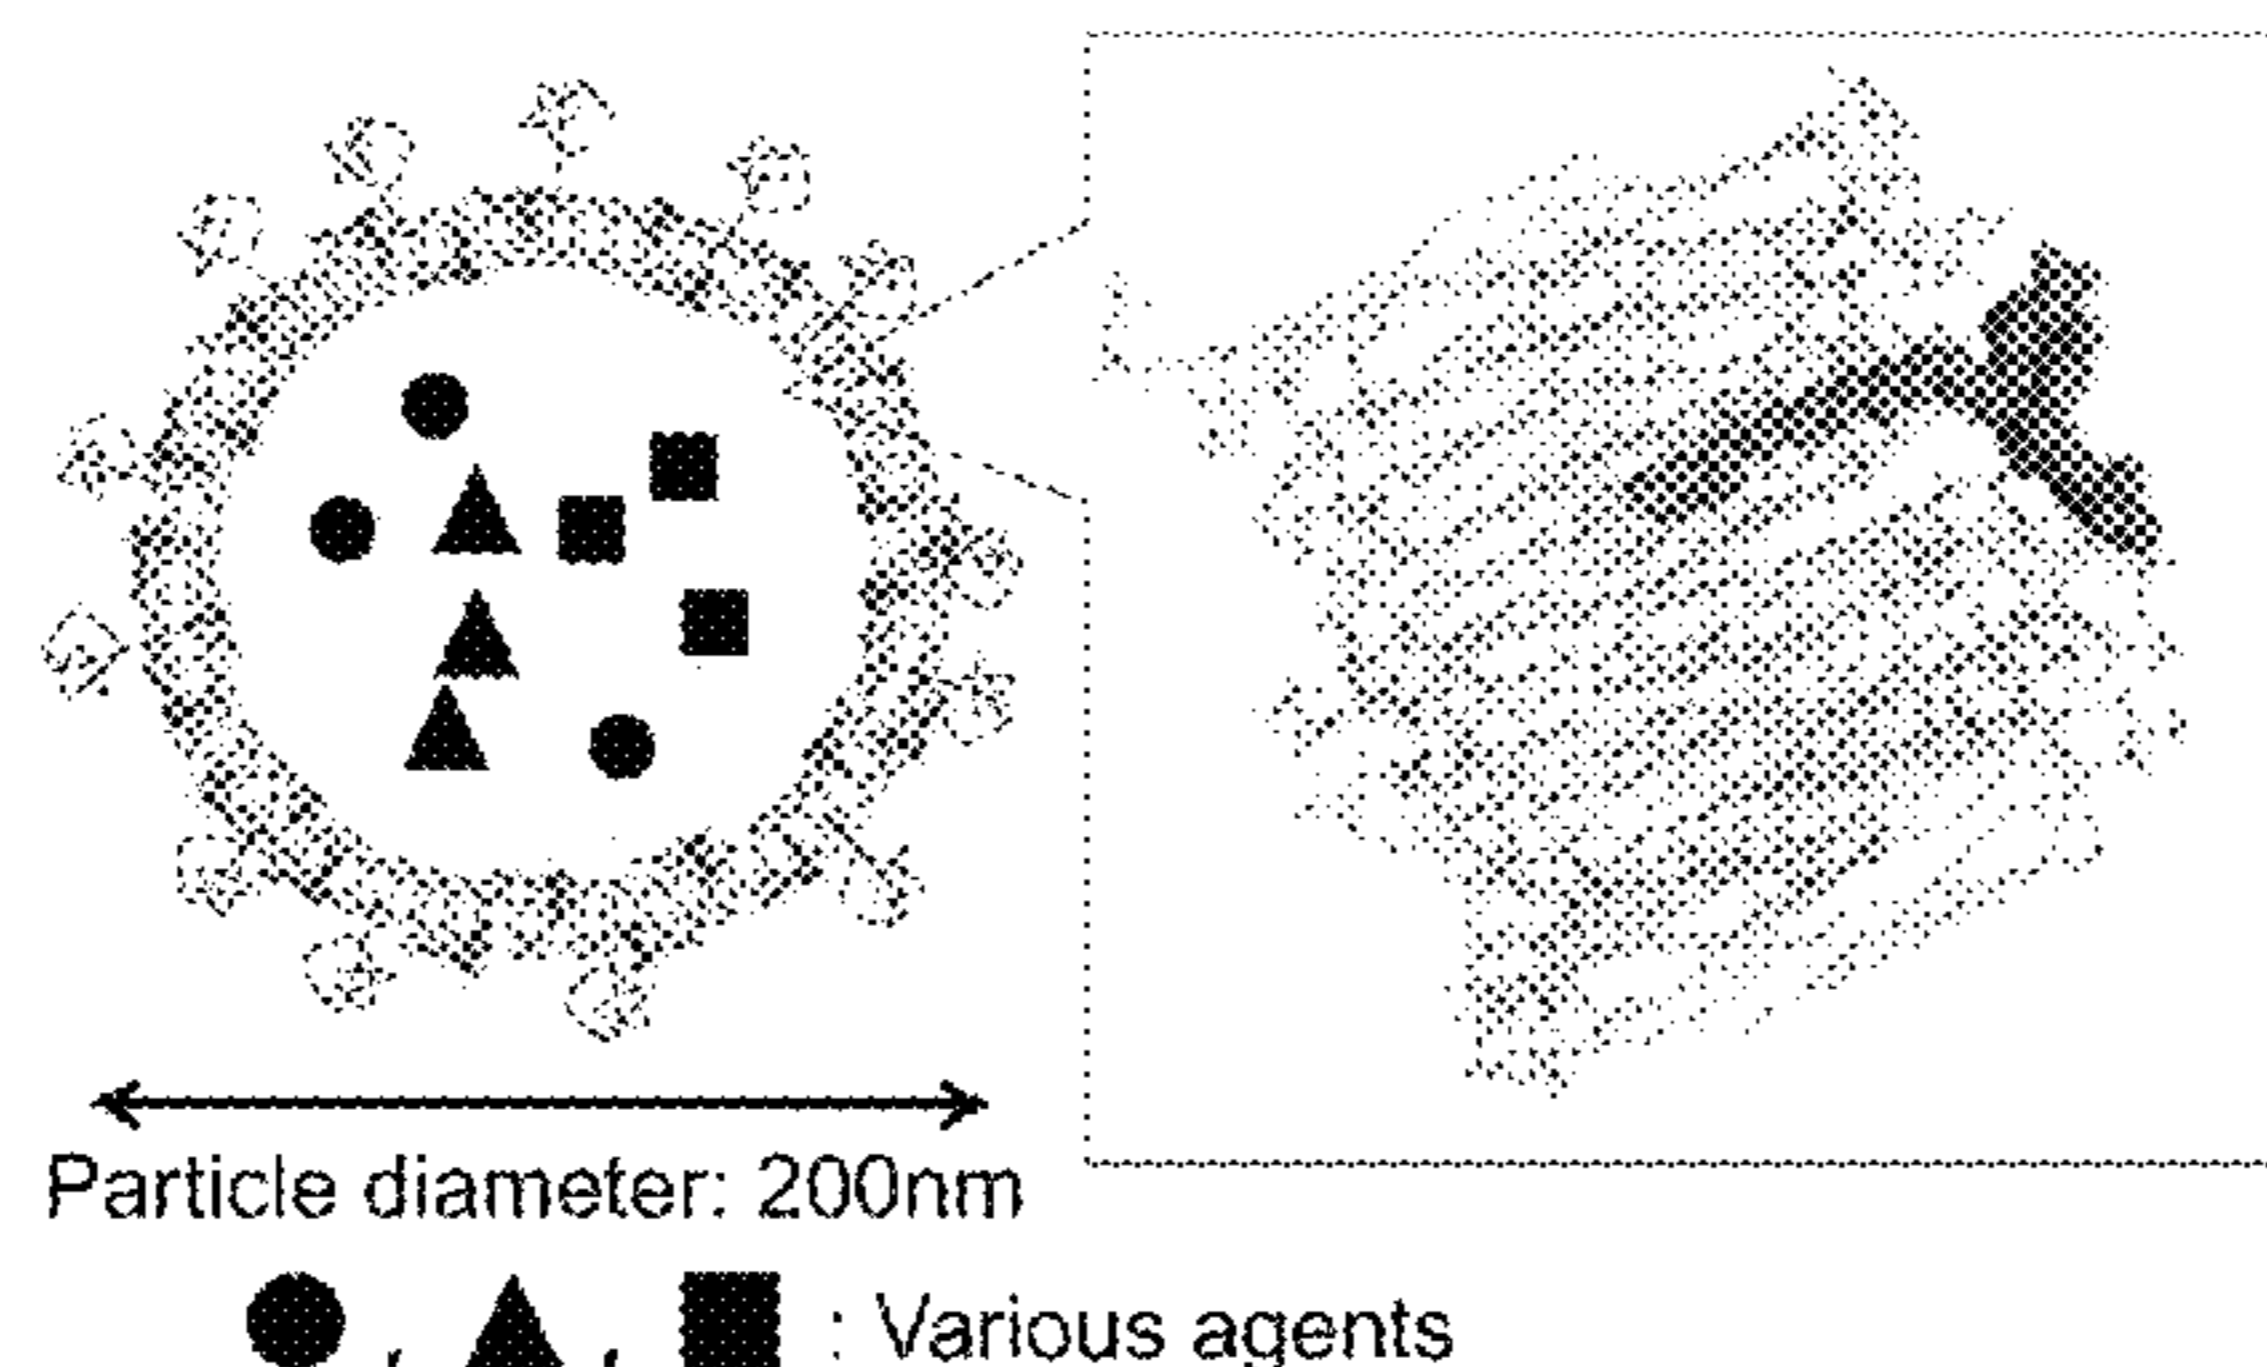 Particle diameter: 200nm
, , : Various agents